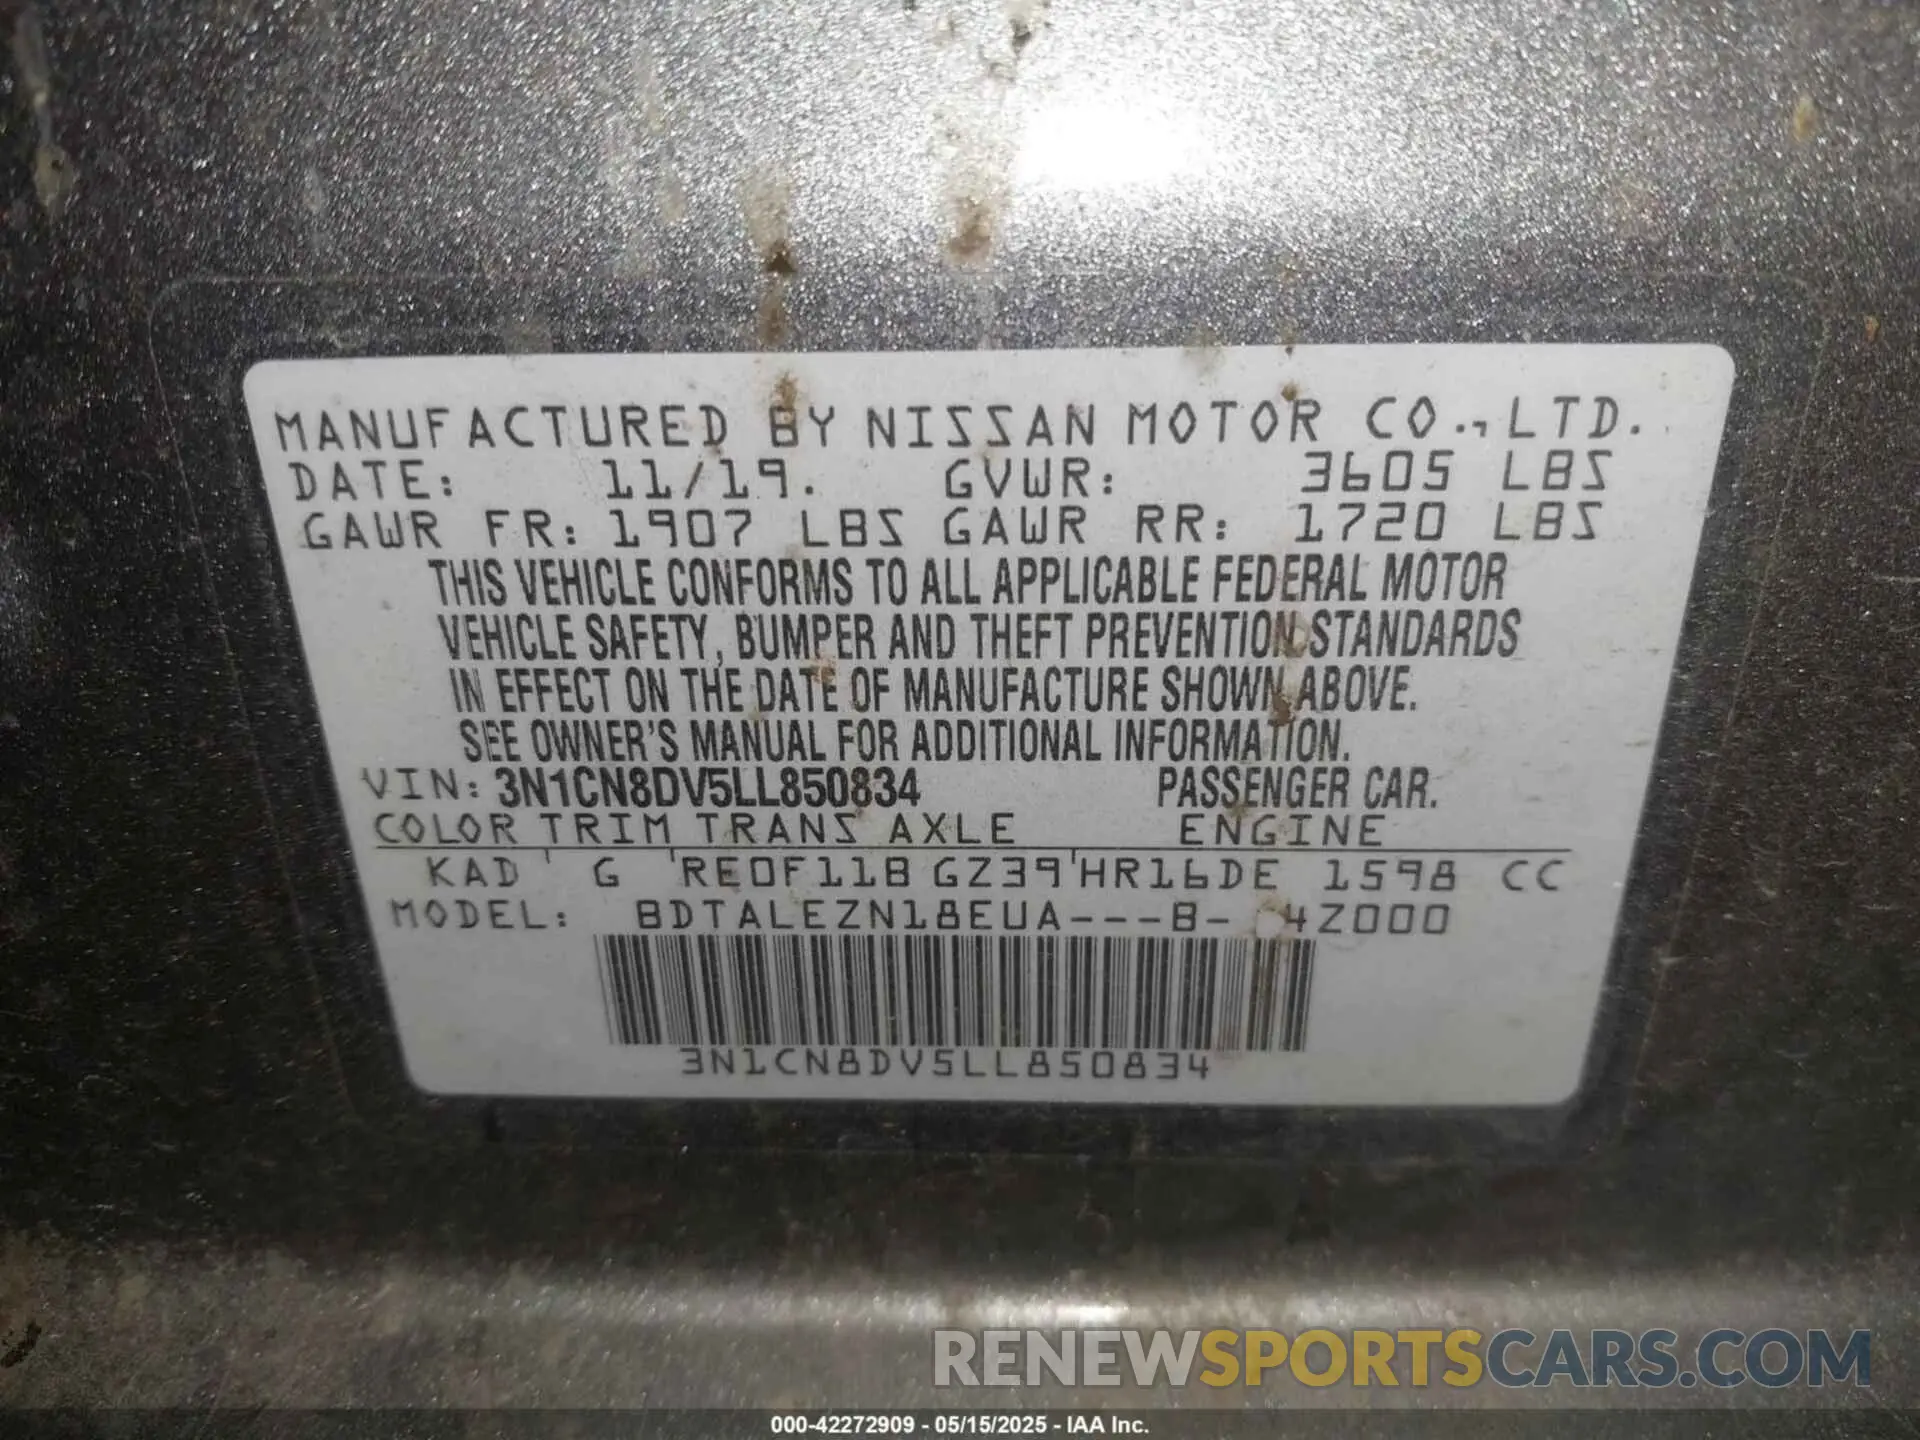 MANUFACTURED BY NISSAN MOTOR CO., LTD.
DATE: 11/19. GVWR: 3605 LBS
GAWR FR: 1907 LBS GAWR RR: 1720 LBS
THIS VEHICLE CONFORMS TO ALL APPLICABLE FEDERAL MOTOR
VEHICLE SAFETY, BUMPER AND THEFT PREVENTION STANDARDS
IN EFFECT ON THE DATE OF MANUFACTURE SHOWN ABOVE.
SEE OWNER'S MANUAL FOR ADDITIONAL INFORMATION.
VIN: 3N1CN8DV5LL850834 PASSENGER CAR.
COLOR TRIM TRANS AXLE ENGINE
KAD G RE0F11B GZ39 HR16DE 1598 CC
MODEL: BDTALEZN18EUA---B- 4Z000
3N1CN8DV5LL850834
RENEWSPORTSCARS.COM
000-42272909 - 05/15/2025 - IAA Inc.